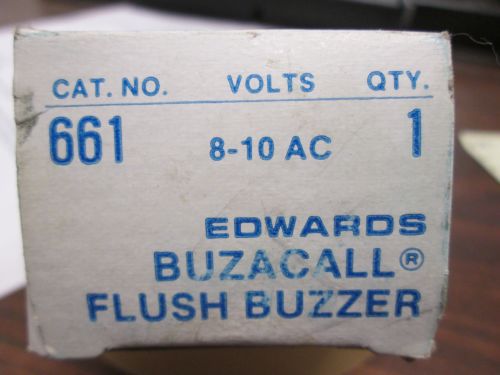 CAT. NO. VOLTS QTY.
661 8-10 AC 1
EDWARDS
BUZACALL®
FLUSH BUZZER